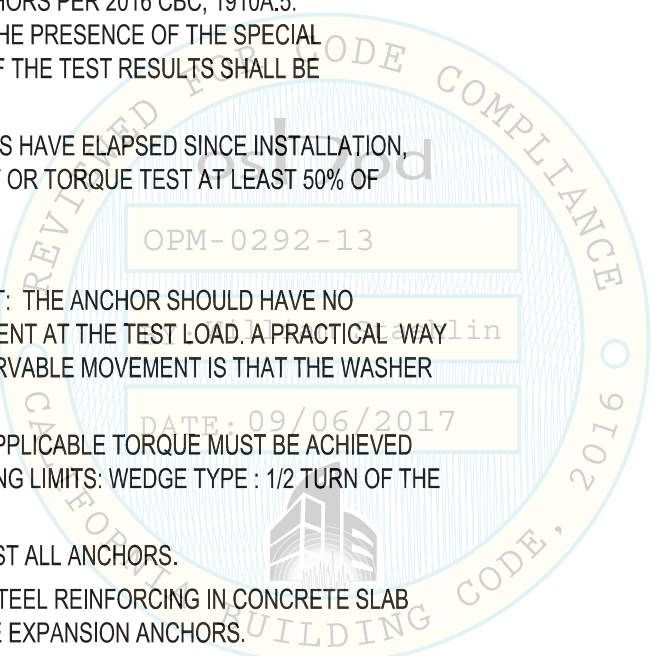 HORS PER 2016 CBC, 1910A.5.
HE PRESENCE OF THE SPECIAL
F THE TEST RESULTS SHALL BE
S HAVE ELAPSED SINCE INSTALLATION,
OR TORQUE TEST AT LEAST 50% OF
T: THE ANCHOR SHOULD HAVE NO
ENT AT THE TEST LOAD. A PRACTICAL WAY
RVABLE MOVEMENT IS THAT THE WASHER
PPLICABLE TORQUE MUST BE ACHIEVED
NG LIMITS: WEDGE TYPE : 1/2 TURN OF THE
ST ALL ANCHORS.
TEEL REINFORCING IN CONCRETE SLAB
E EXPANSION ANCHORS.
REVIEWED FOR CODE COMPLIANCE
OPM-0292-13
DATE: 09/06/2017
CALIFORNIA BUILDING CODE, 2016